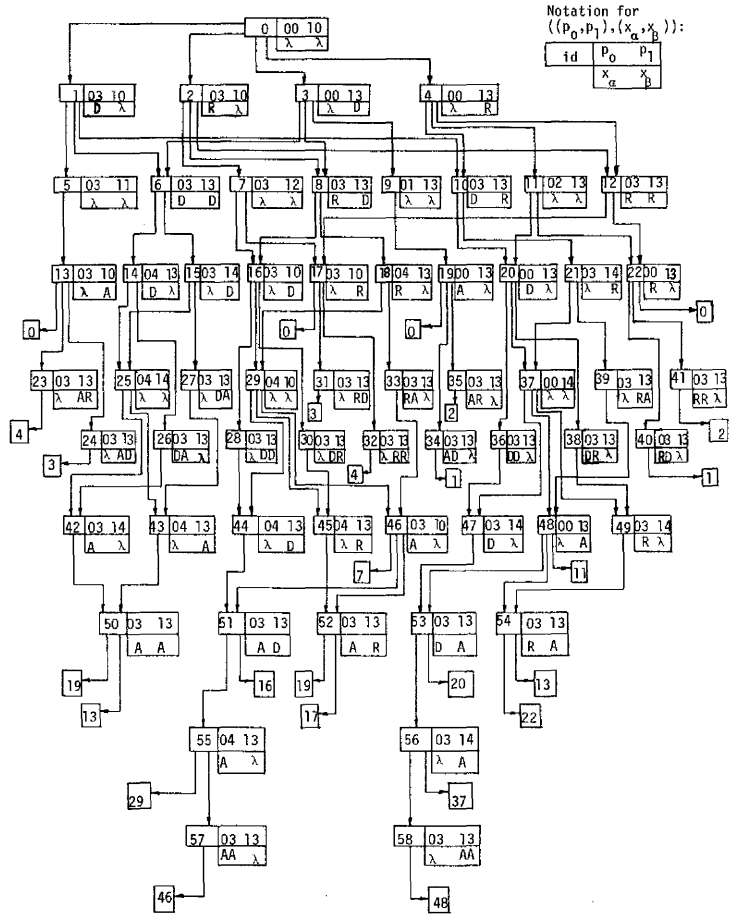 Notation for
((p0,p1),(xα,xβ)):
id p0 p1
xα xβ
0 00 10
λ λ
1 03 10 2 03 10 3 00 13 4 00 13
D λ R λ λ D λ R
5 03 11 6 03 13 7 03 12 8 03 13 9 01 13 10 03 13 11 02 13 12 03 13
λ λ D D λ λ R D λ λ D R λ λ R R
13 03 10 14 04 13 15 03 14 16 03 10 17 03 10 18 04 13 19 00 13 20 00 13 21 03 14 22 00 13
λ A D λ λ D λ D λ R R λ A λ D λ λ R R λ
0 0 0 0
23 03 13 25 04 14 27 03 13 29 04 10 31 03 13 33 03 13 35 03 13 37 00 14 39 03 13 41 03 13
λ AR λ λ λ DA λ λ λ RD RA λ AR λ λ λ λ RA RR λ
3 2
4 24 03 13 26 03 13 28 03 13 30 03 13 32 03 13 34 03 13 36 03 13 38 03 13 40 03 13 2
λ AD DA λ λ DD λ DR λ RR AD λ DD λ DR λ RD λ
3 4 1 1
42 03 14 43 04 13 44 04 13 45 04 13 46 03 10 47 03 14 48 00 13 49 03 14
A λ λ A λ D λ R A λ D λ λ A R λ
7 11
50 03 13 51 03 13 52 03 13 53 03 13 54 03 13
A A A D A R D A R A
19 16 19 20 13
13 17 22
55 04 13 56 03 14
A λ λ A
29 37
57 03 13 58 03 13
AA λ λ AA
46 48